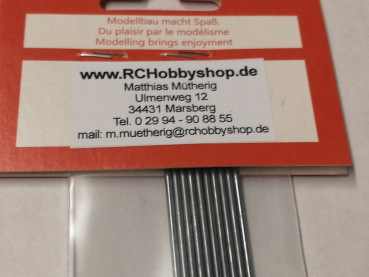 Modellbau macht Spaß.
Du plaisir par le modélisme
Modelling brings enjoyment
www.RCHobbyshop.de
Matthias Mütherig
Ulmenweg 12
34431 Marsberg
Tel. 0 29 94 - 90 88 55
mail: m.muetherig@rchobbyshop.de